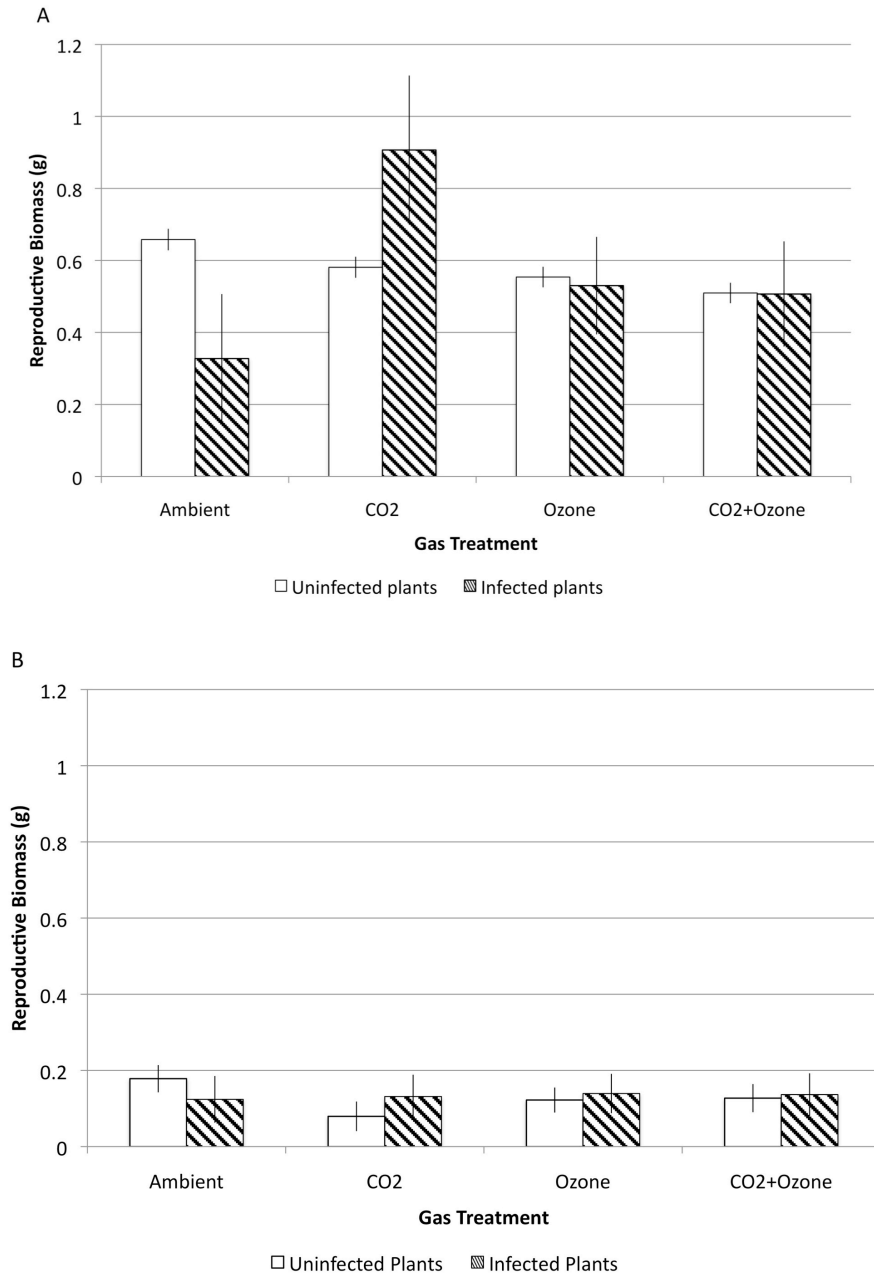 A
1.2
1
0.8
0.6
0.4
0.2
0
Reproductive Biomass (g)
Ambient CO2 Ozone CO2+Ozone
Gas Treatment
Uninfected plants Infected plants
B
1.2
1
0.8
0.6
0.4
0.2
0
Reproductive Biomass (g)
Ambient CO2 Ozone CO2+Ozone
Gas Treatment
Uninfected Plants Infected Plants